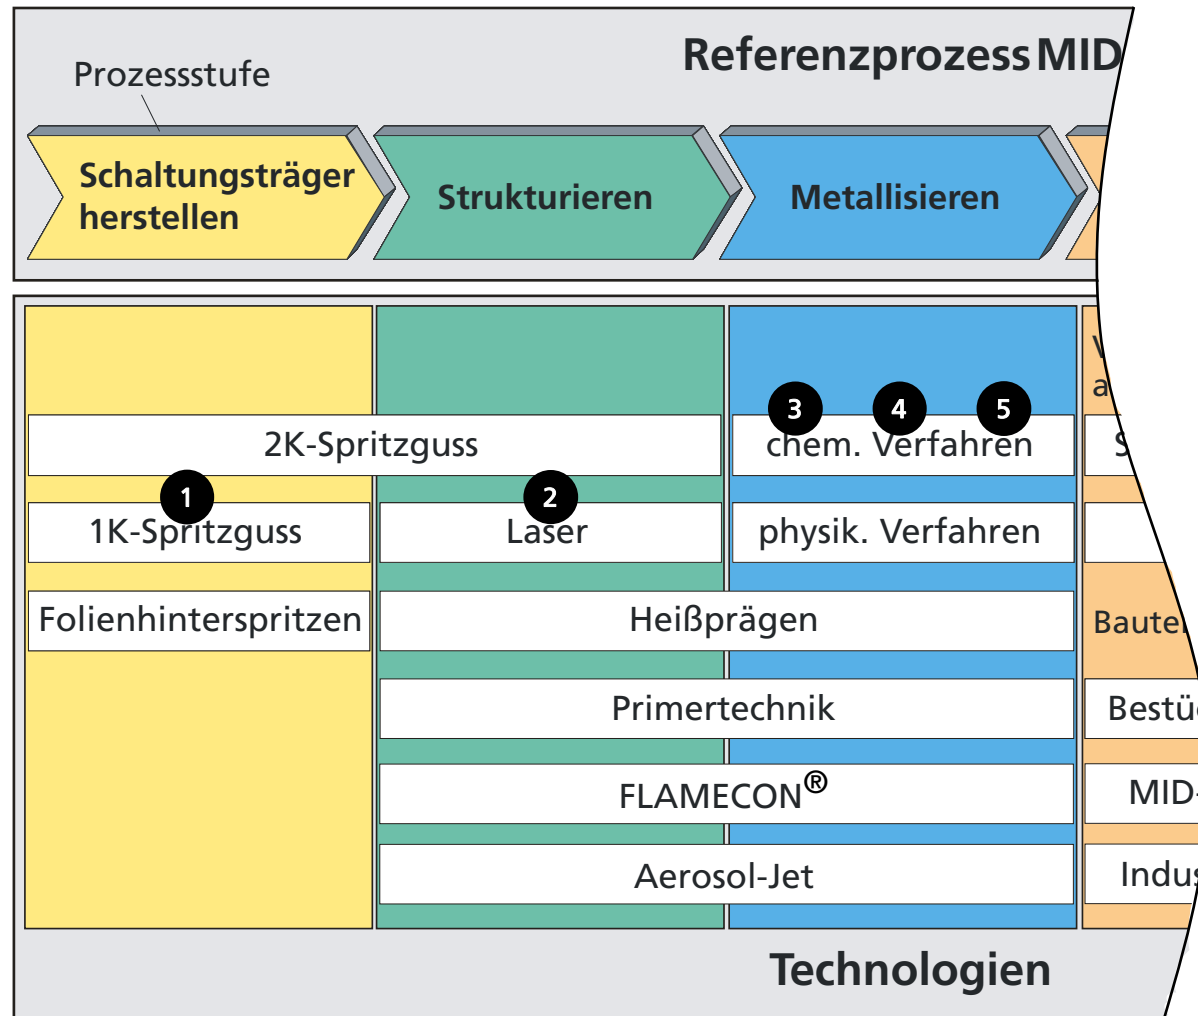 Referenzprozess MID
Prozessstufe
Schaltungsträger
herstellen
Strukturieren
Metallisieren
3 4 5
2K-Spritzguss
chem. Verfahren
1 2
1K-Spritzguss
Laser
physik. Verfahren
Folienhinterspritzen
Heißprägen
Primertechnik
FLAMECON®
MID-
Aerosol-Jet
Technologien